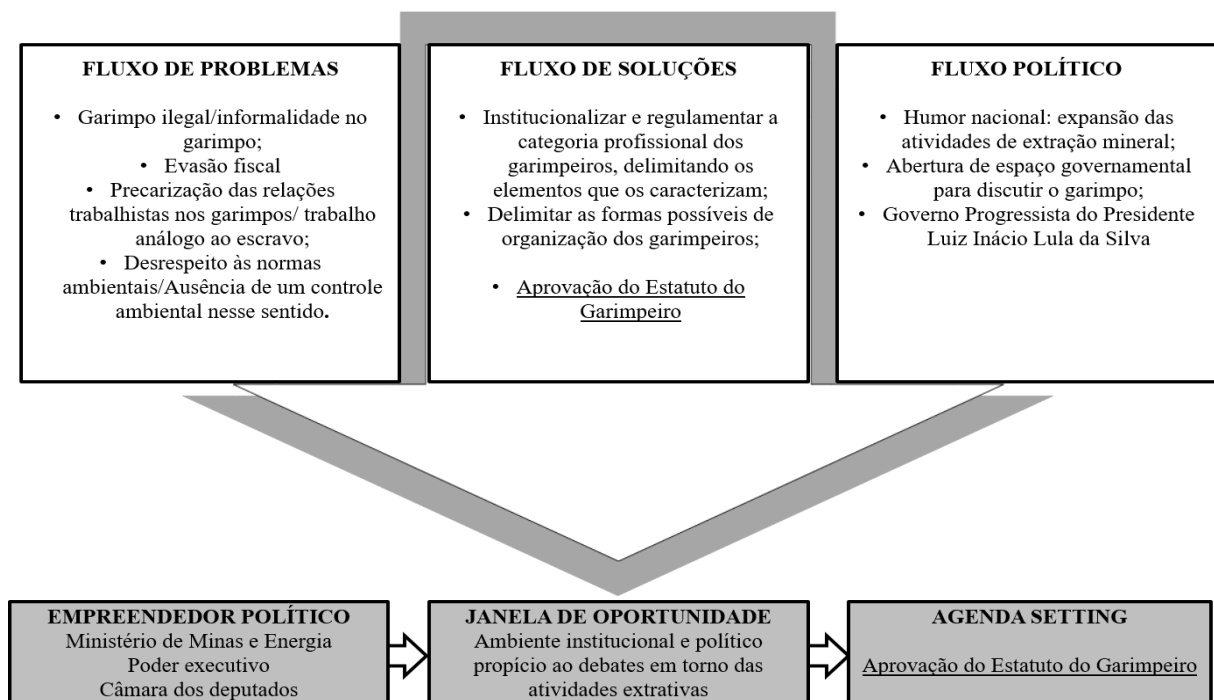 FLUXO DE PROBLEMAS
• Garimpo ilegal/informalidade no
garimpo;
• Evasão fiscal
• Precarização das relações
trabalhistas nos garimpos/ trabalho
análogo ao escravo;
• Desrespeito às normas
ambientais/Ausência de um controle
ambiental nesse sentido.
FLUXO DE SOLUÇÕES
• Institucionalizar e regulamentar a
categoria profissional dos
garimpeiros, delimitando os
elementos que os caracterizam;
• Delimitar as formas possíveis de
organização dos garimpeiros;
• Aprovação do Estatuto do
Garimpeiro
FLUXO POLÍTICO
• Humor nacional: expansão das
atividades de extração mineral;
• Abertura de espaço governamental
para discutir o garimpo;
• Governo Progressista do Presidente
Luiz Inácio Lula da Silva
EMPREENDEDOR POLÍTICO
Ministério de Minas e Energia
Poder executivo
Câmara dos deputados
JANELA DE OPORTUNIDADE
Ambiente institucional e político
propício ao debates em torno das
atividades extrativas
AGENDA SETTING
Aprovação do Estatuto do Garimpeiro